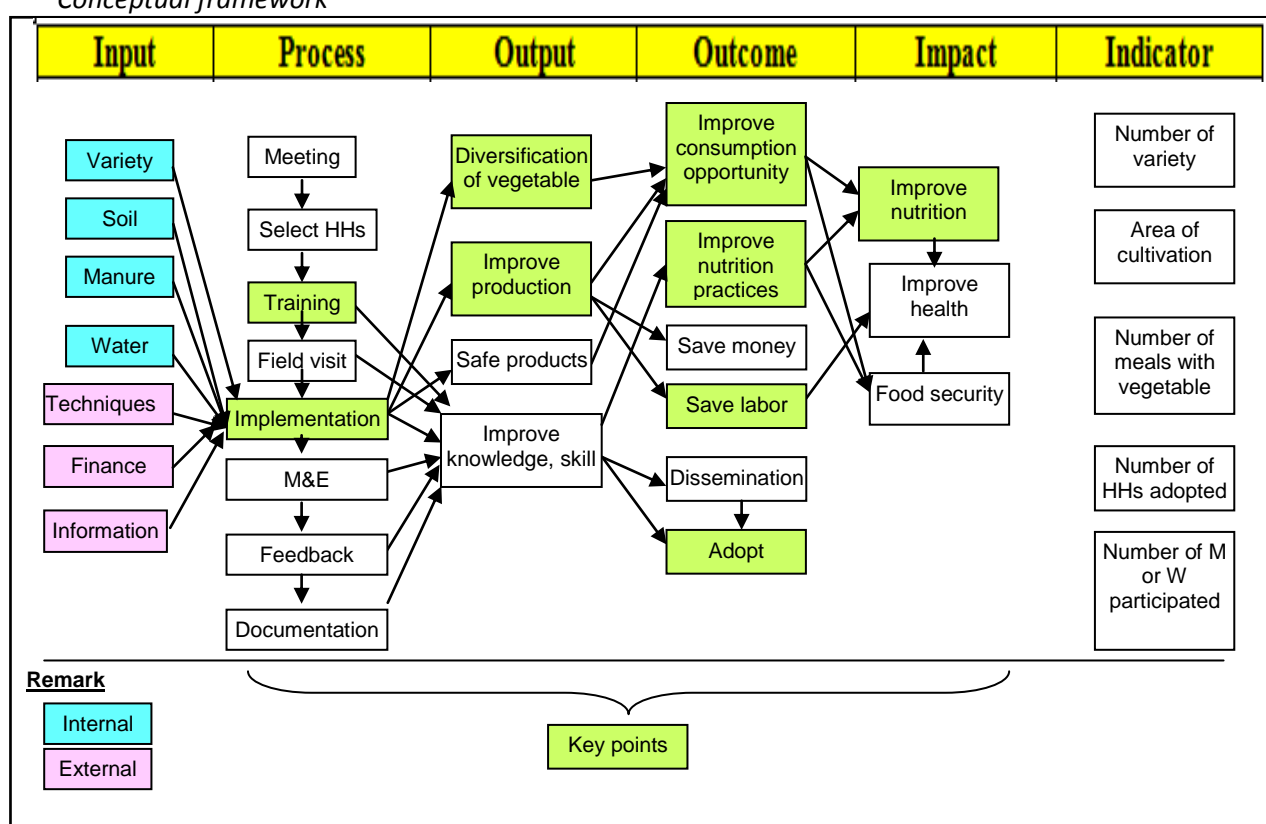 Conceptual framework
Input Process Output Outcome Impact Indicator
Variety
Soil
Manure
Water
Techniques
Finance
Information
Meeting
Select HHs
Training
Field visit
Implementation
M&E
Feedback
Documentation
Diversification
of vegetable
Improve
production
Safe products
Improve
knowledge, skill
Improve
consumption
opportunity
Improve
nutrition
practices
Save money
Save labor
Dissemination
Adopt
Improve
nutrition
Improve
health
Food security
Number of
variety
Area of
cultivation
Number of
meals with
vegetable
Number of
HHs adopted
Number of M
or W
participated
Remark
Internal
External
Key points